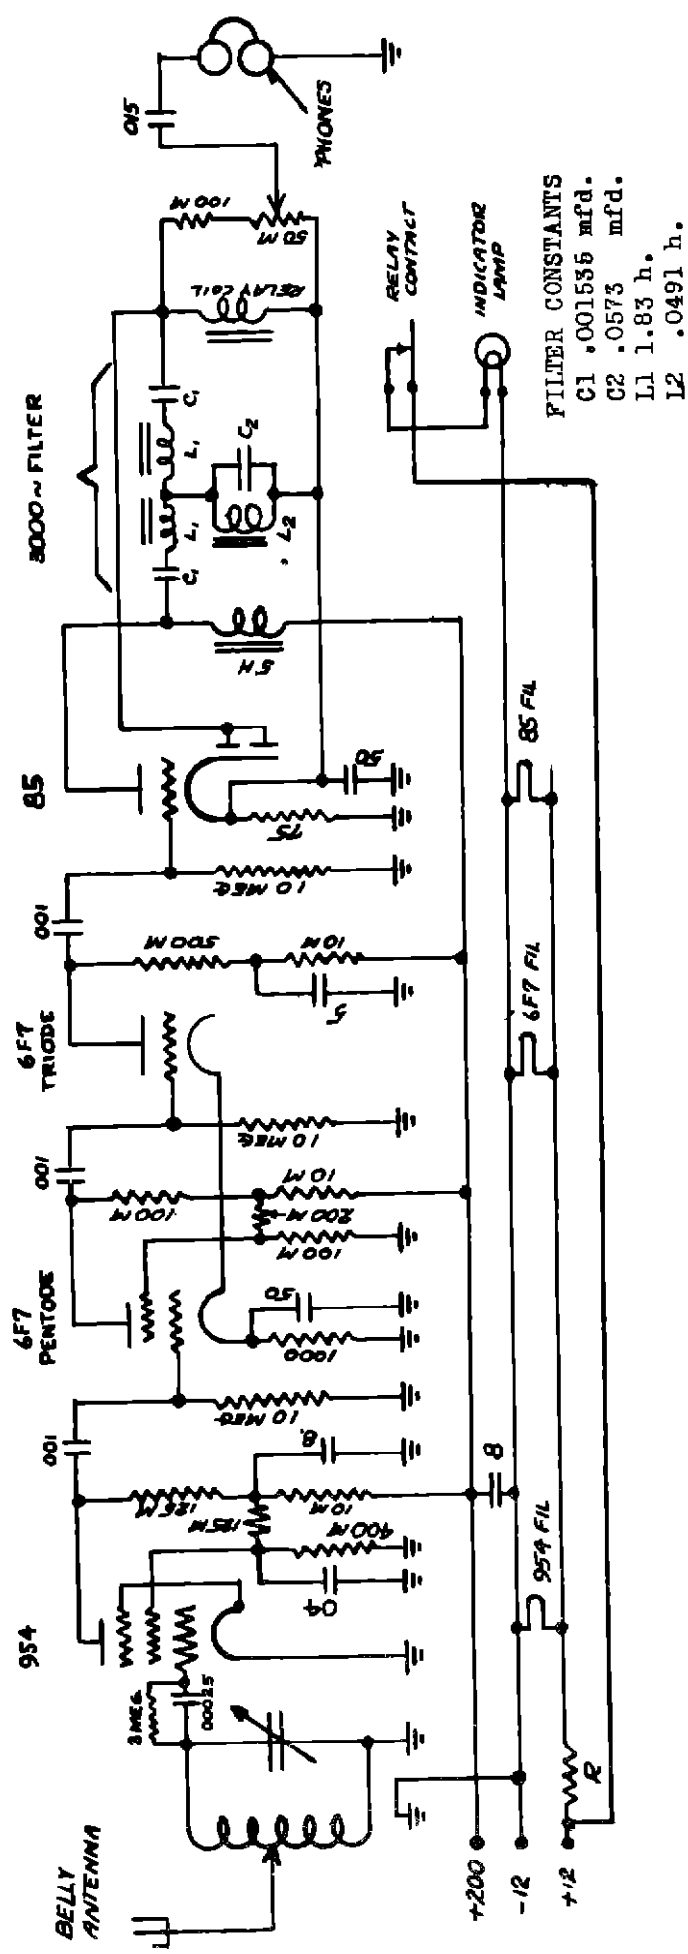 BELLY
ANTENNA
2 MEG.
00025
954
04
400 M
125 M
125 M
10 M
8
001
10 MEG
6F7
PENTODE
1000
50
100 M
200 M
100 M
10 M
001
10 MEG
6F7
TRIODE
5
500 M
10 M
001
10 MEG
85
75
50
5 H
3000~ FILTER
C1
L1
L1
C1
L2
C2
RELAY COIL
100 M
50 M
015
PHONES
+200
-12
+12
R
8
954 FIL
6F7 FIL
85 FIL
RELAY
CONTACT
INDICATOR
LAMP
FILTER CONSTANTS
C1 .001535 mfd.
C2 .0573 mfd.
L1 1.83 h.
L2 .0491 h.